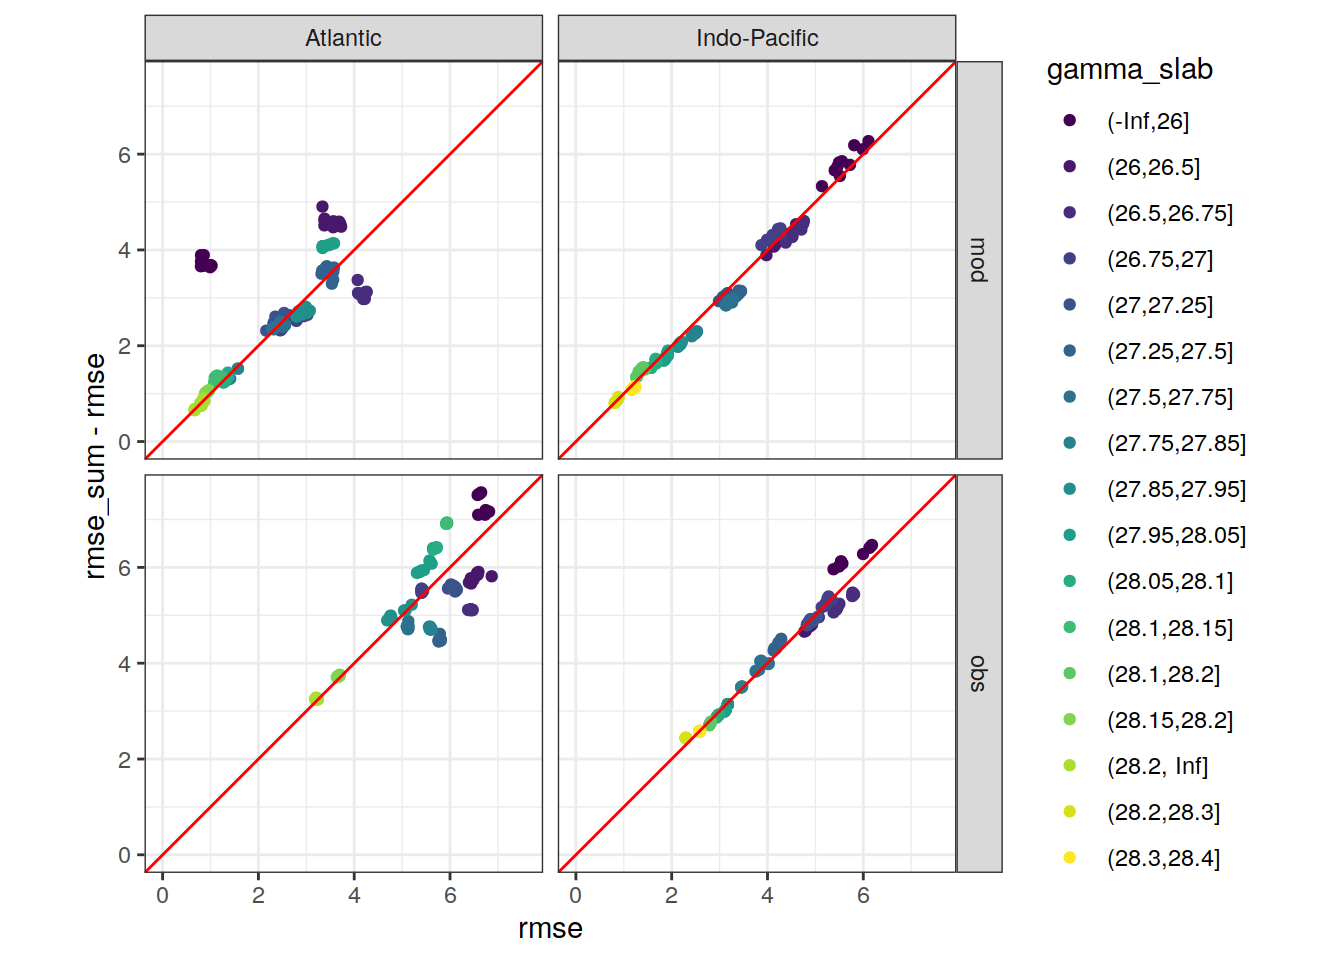 Atlantic
Indo-Pacific
gamma_slab
(-Inf,26]
(26,26.5]
(26.5,26.75]
(26.75,27]
(27,27.25]
(27.25,27.5]
(27.5,27.75]
(27.75,27.85]
(27.85,27.95]
(27.95,28.05]
(28.05,28.1]
(28.1,28.15]
(28.1,28.2]
(28.15,28.2]
(28.2, Inf]
(28.2,28.3]
(28.3,28.4]
mod
obs
rmse_sum - rmse
6
4
2
0
6
4
2
0
0 2 4 6
0 2 4 6
rmse